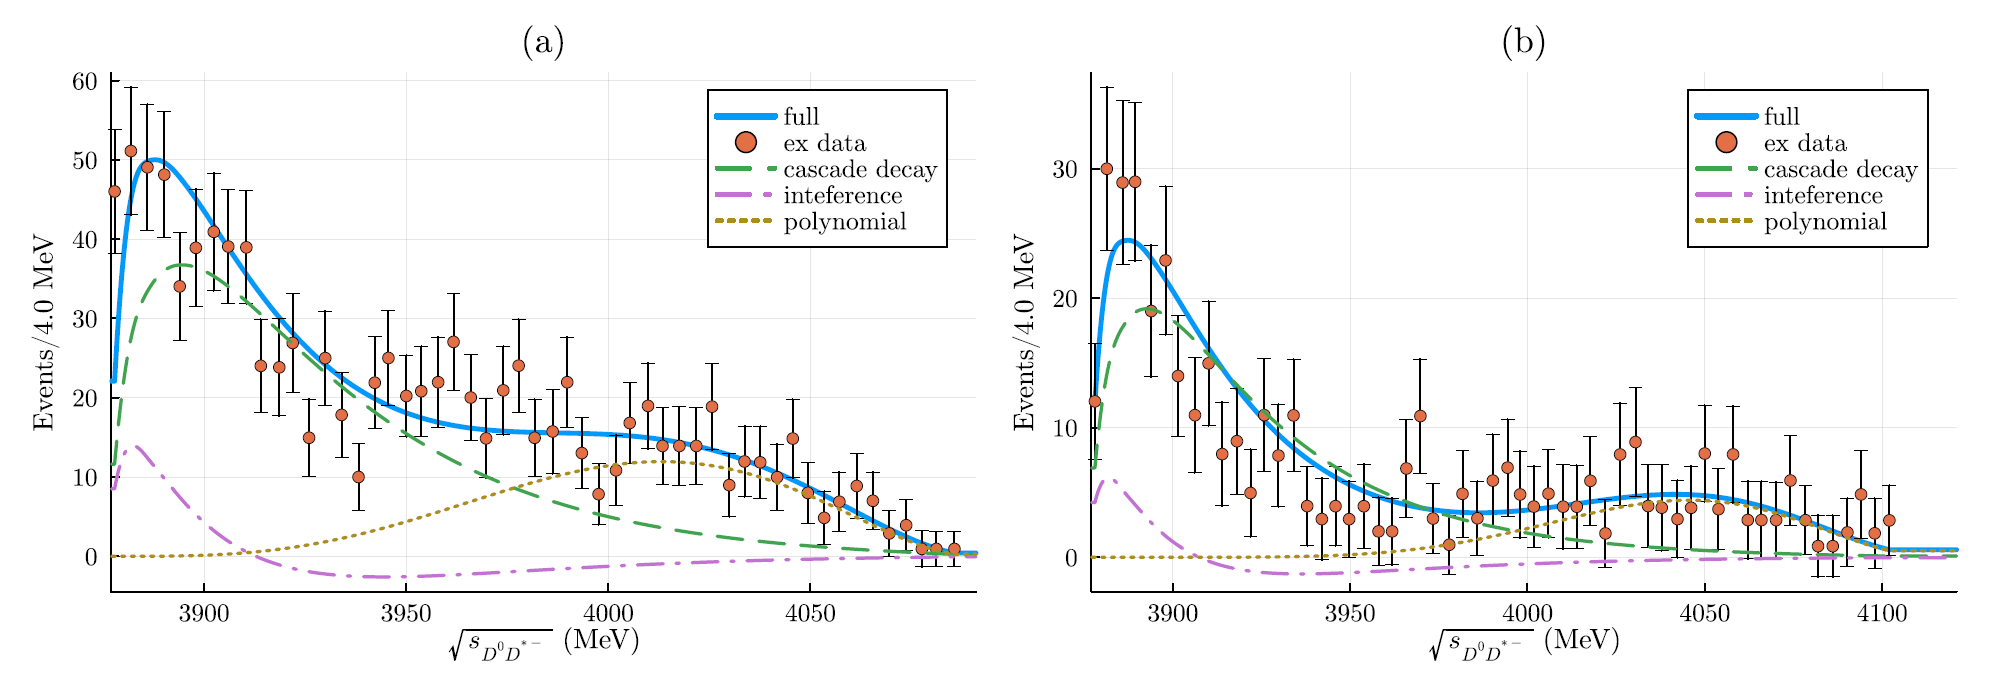 (a)
Events/4.0 MeV
60
50
40
30
20
10
0
full
ex data
cascade decay
inteference
polynomial
3900
3950
4000
4050
√s_{D⁰D*⁻} (MeV)
(b)
Events/4.0 MeV
30
20
10
0
full
ex data
cascade decay
inteference
polynomial
3900
3950
4000
4050
4100
√s_{D⁰D*⁻} (MeV)